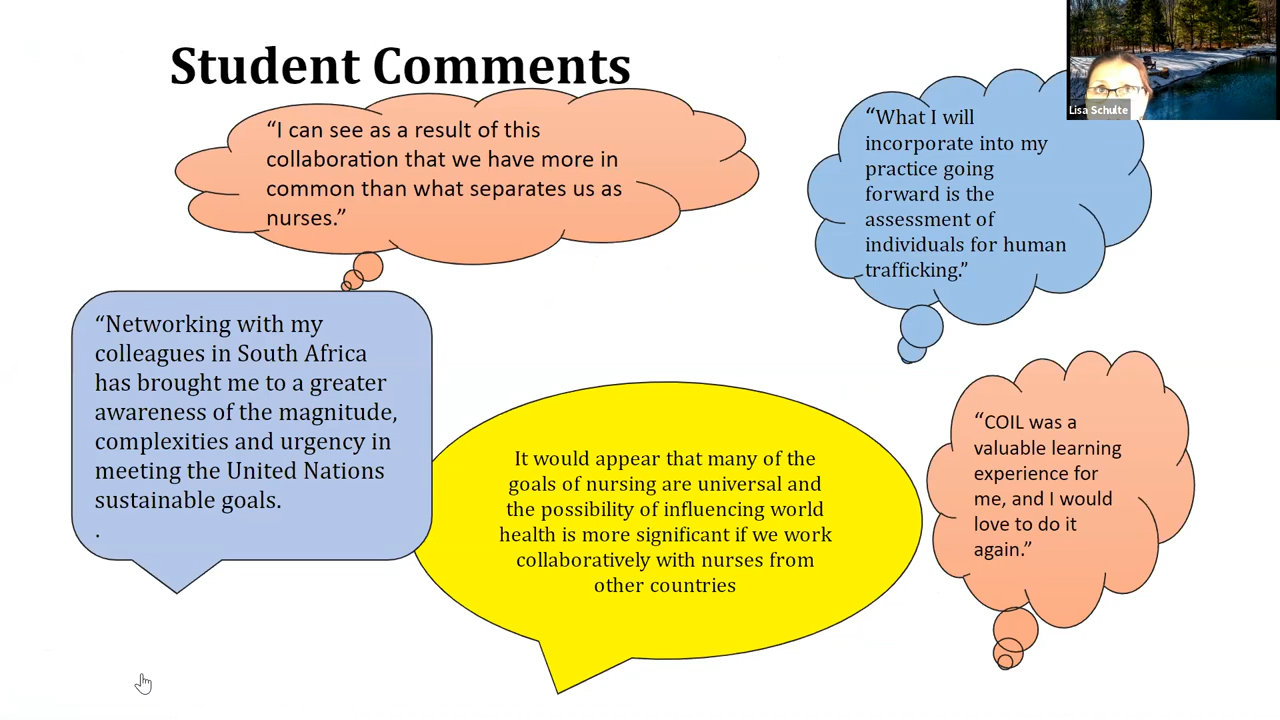 Student Comments
“I can see as a result of this
collaboration that we have more in
common than what separates us as
nurses.”
“What I will
incorporate into my
practice going
forward is the
assessment of
individuals for human
trafficking.”
Lisa Schulte
“Networking with my
colleagues in South Africa
has brought me to a greater
awareness of the magnitude,
complexities and urgency in
meeting the United Nations
sustainable goals.
.
It would appear that many of the
goals of nursing are universal and
the possibility of influencing world
health is more significant if we work
collaboratively with nurses from
other countries
“COIL was a
valuable learning
experience for
me, and I would
love to do it
again.”